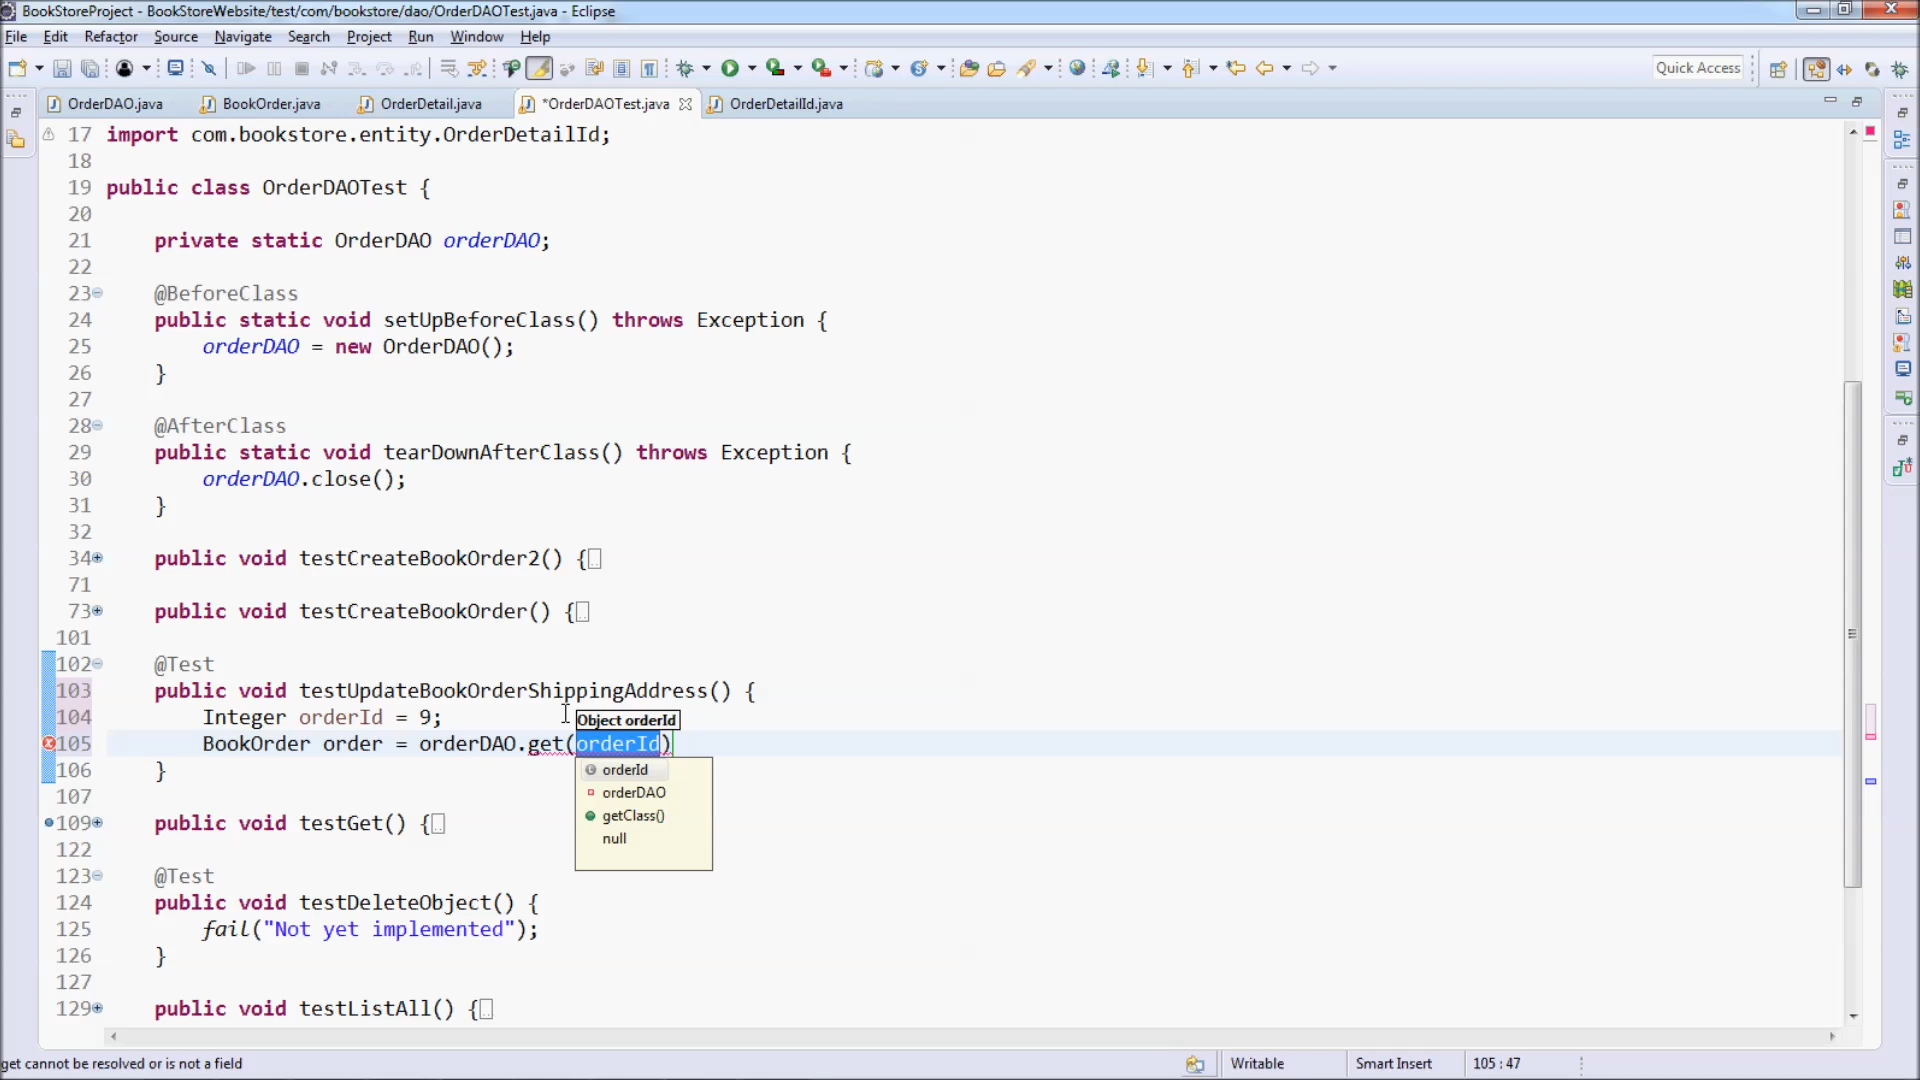 BookStoreProject - BookStoreWebsite/test/com/bookstore/dao/OrderDAOTest.java - Eclipse
File Edit Refactor Source Navigate Search Project Run Window Help
Quick Access
OrderDAO.java BookOrder.java OrderDetail.java *OrderDAOTest.java OrderDetailId.java
17 import com.bookstore.entity.OrderDetailId;
18
19 public class OrderDAOTest {
20
21 private static OrderDAO orderDAO;
22
23 @BeforeClass
24 public static void setUpBeforeClass() throws Exception {
25 orderDAO = new OrderDAO();
26 }
27
28 @AfterClass
29 public static void tearDownAfterClass() throws Exception {
30 orderDAO.close();
31 }
32
34 public void testCreateBookOrder2() {
71
73 public void testCreateBookOrder() {
101
102 @Test
103 public void testUpdateBookOrderShippingAddress() {
104 Integer orderId = 9;
Object orderId
105 BookOrder order = orderDAO.get(orderId)
106 }
orderId
107
orderDAO
getClass()
109 public void testGet() {
null
122
123 @Test
124 public void testDeleteObject() {
125 fail("Not yet implemented");
126 }
127
129 public void testListAll() {
get cannot be resolved or is not a field
Writable Smart Insert 105 : 47